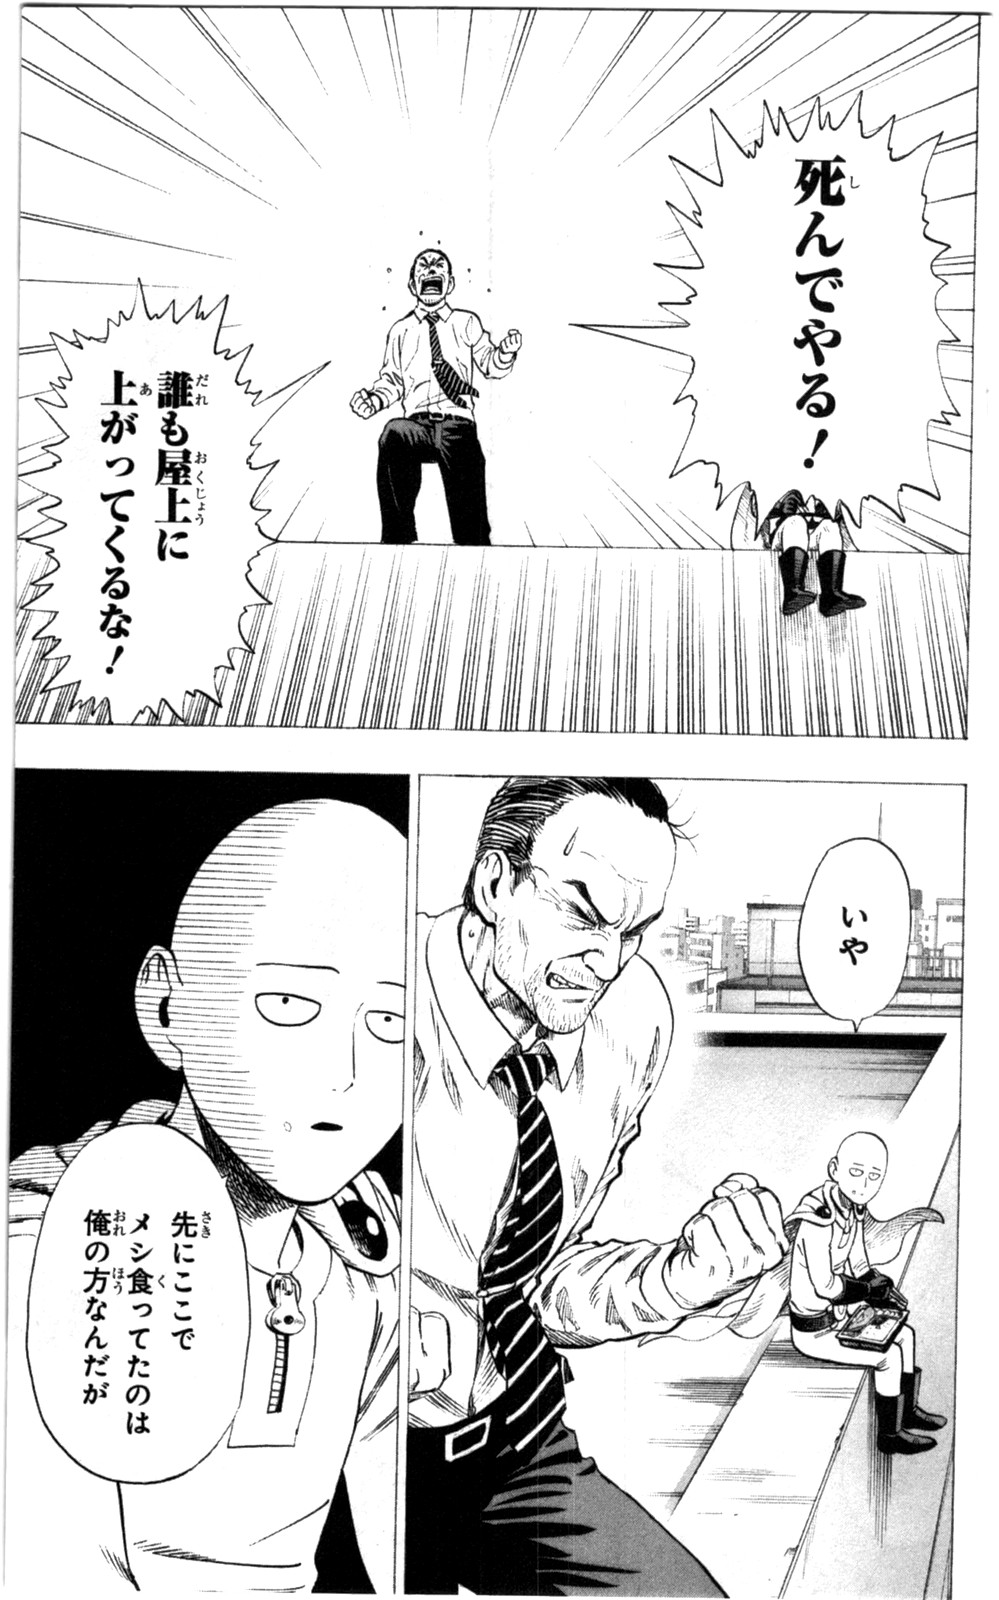 死んでやる！
誰も屋上に
上がってくるな！
いや
先にここで
メシ食ってたのは
俺の方なんだが